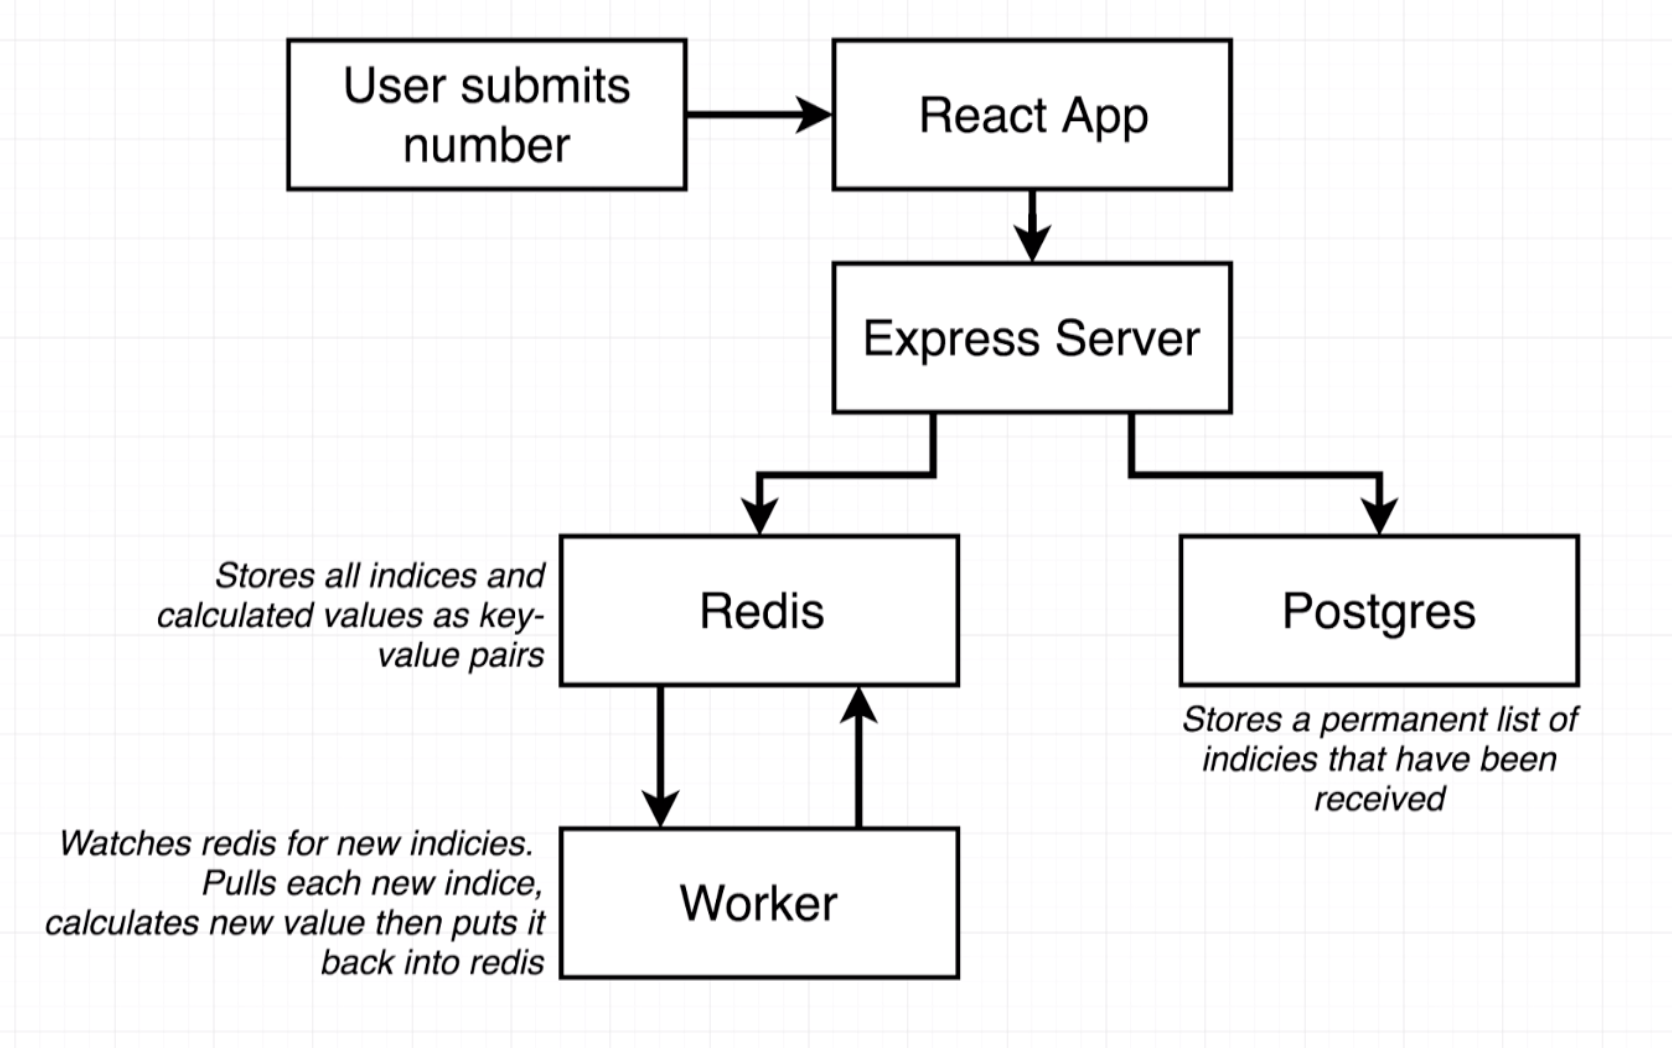 User submits
number
React App
Express Server
Stores all indices and
calculated values as key-
value pairs
Redis
Postgres
Stores a permanent list of
indicies that have been
received
Watches redis for new indicies.
Pulls each new indice,
calculates new value then puts it
back into redis
Worker